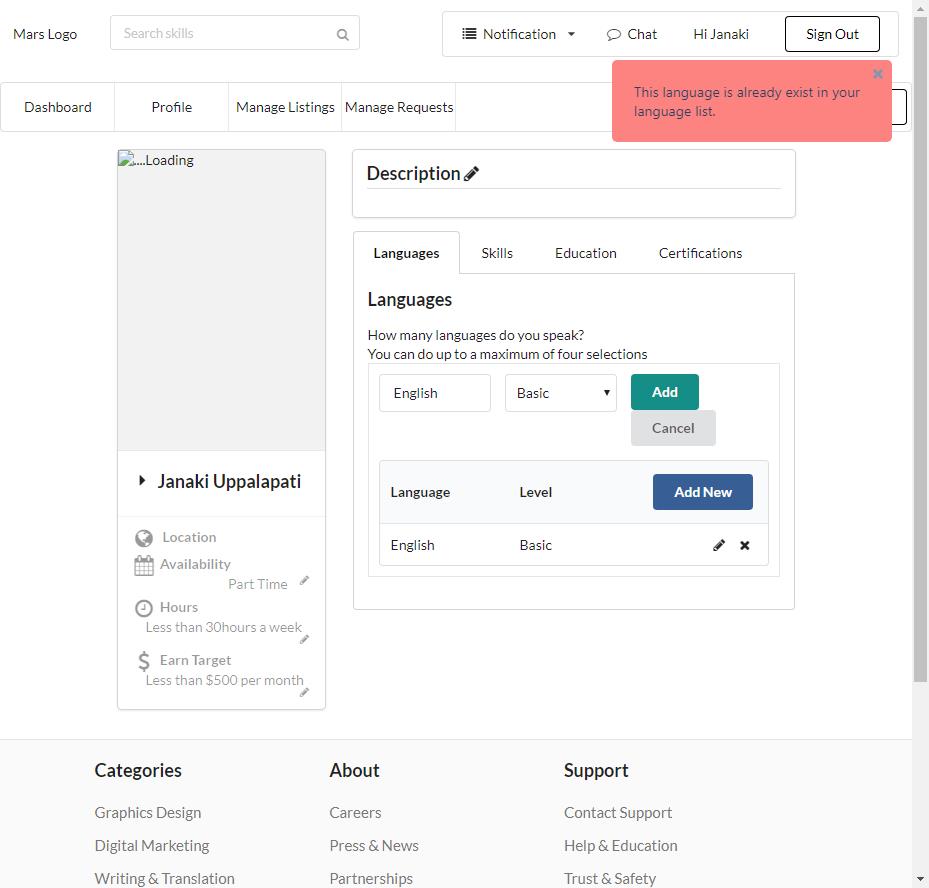 Mars Logo
Search skills
Notification
Chat
Hi Janaki
Sign Out
This language is already exist in your
language list.
Dashboard
Profile
Manage Listings
Manage Requests
....Loading
Description
Languages
Skills
Education
Certifications
Languages
How many languages do you speak?
You can do up to a maximum of four selections
English
Basic
Add
Cancel
Language
Level
Add New
English
Basic
Janaki Uppalapati
Location
Availability
Part Time
Hours
Less than 30hours a week
Earn Target
Less than $500 per month
Categories
About
Support
Graphics Design
Careers
Contact Support
Digital Marketing
Press & News
Help & Education
Writing & Translation
Partnerships
Trust & Safety